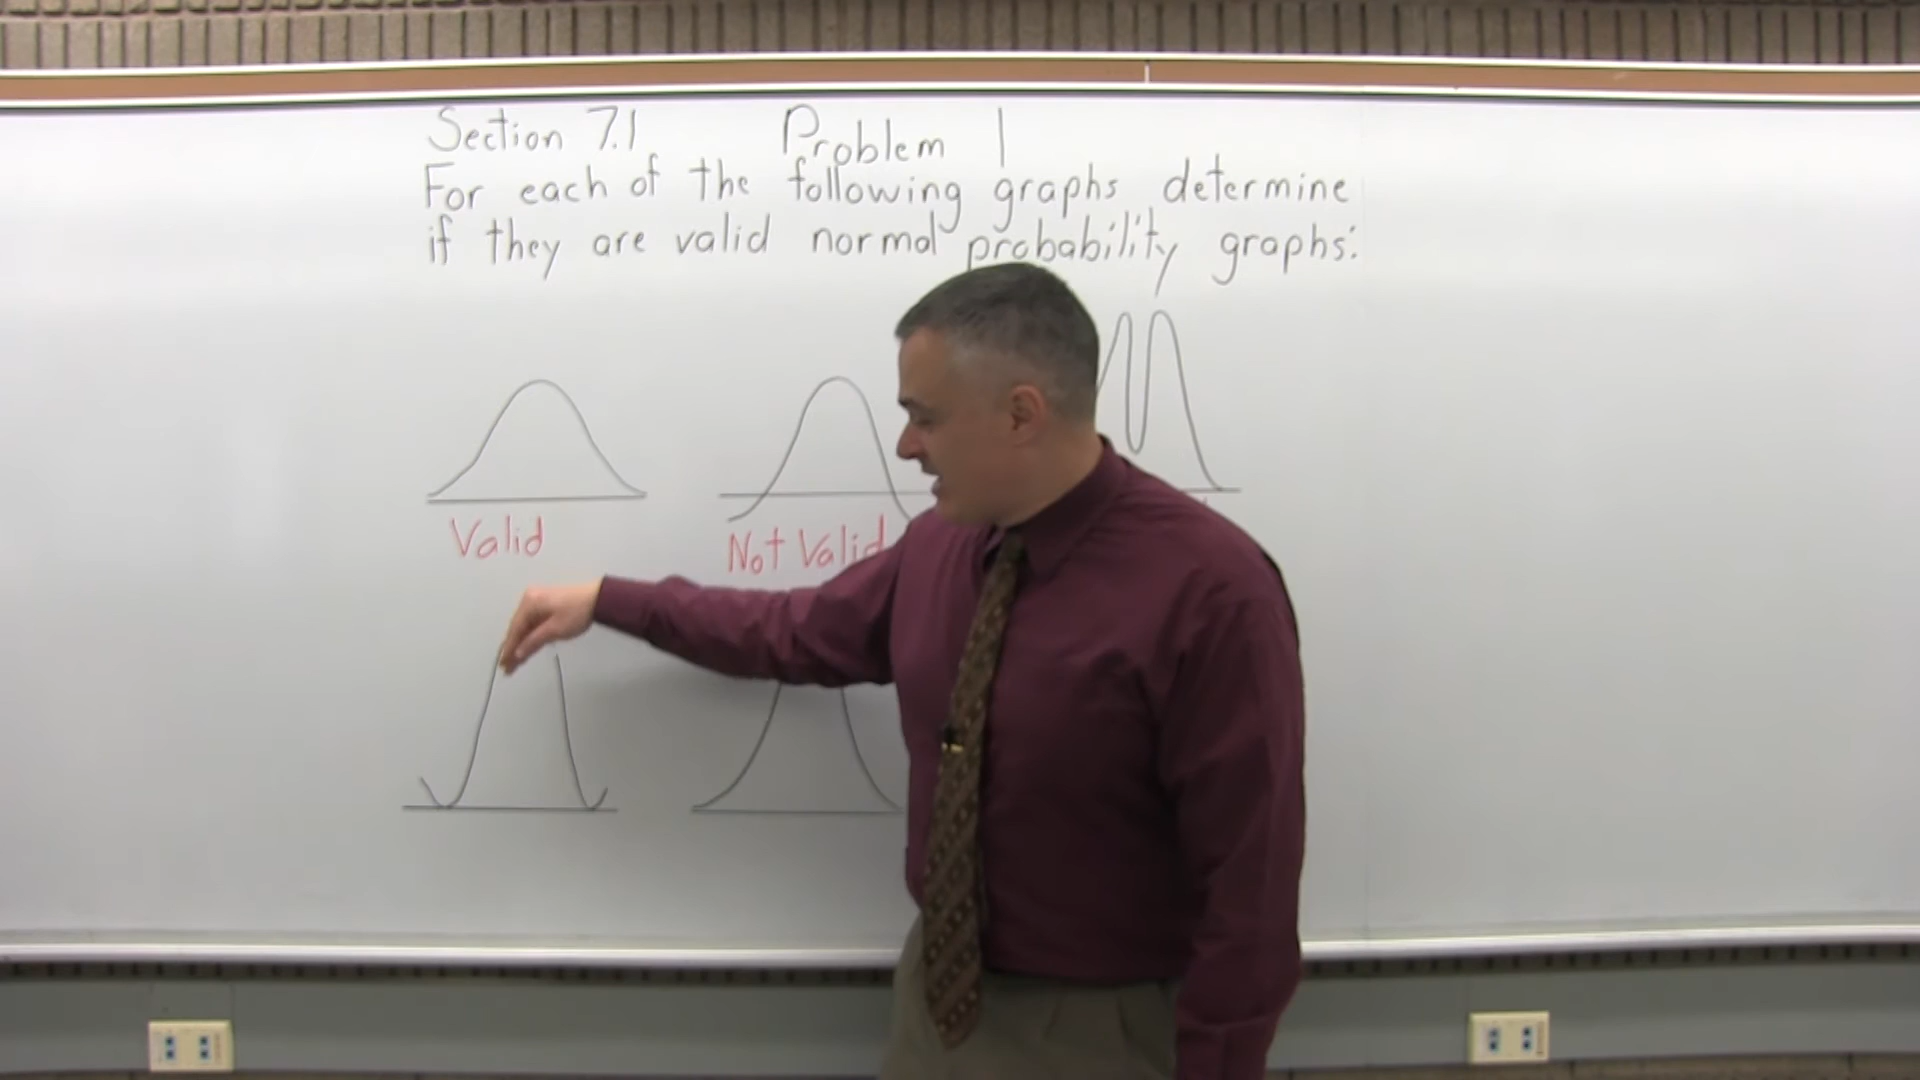 Section 7.1 Problem 1
For each of the following graphs determine
if they are valid normal probability graphs:
Valid
Not Valid